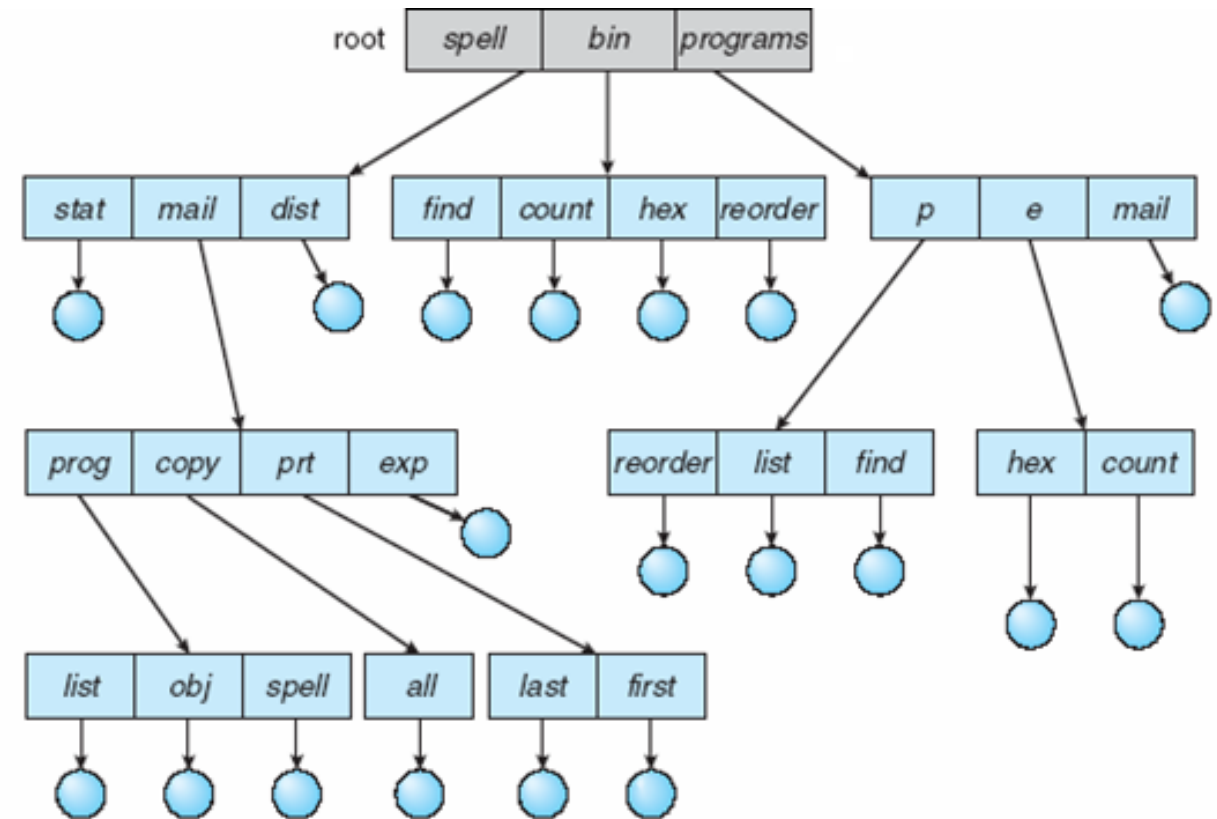 root spell bin programs
stat mail dist find count hex reorder p e mail
prog copy prt exp reorder list find hex count
list obj spell all last first